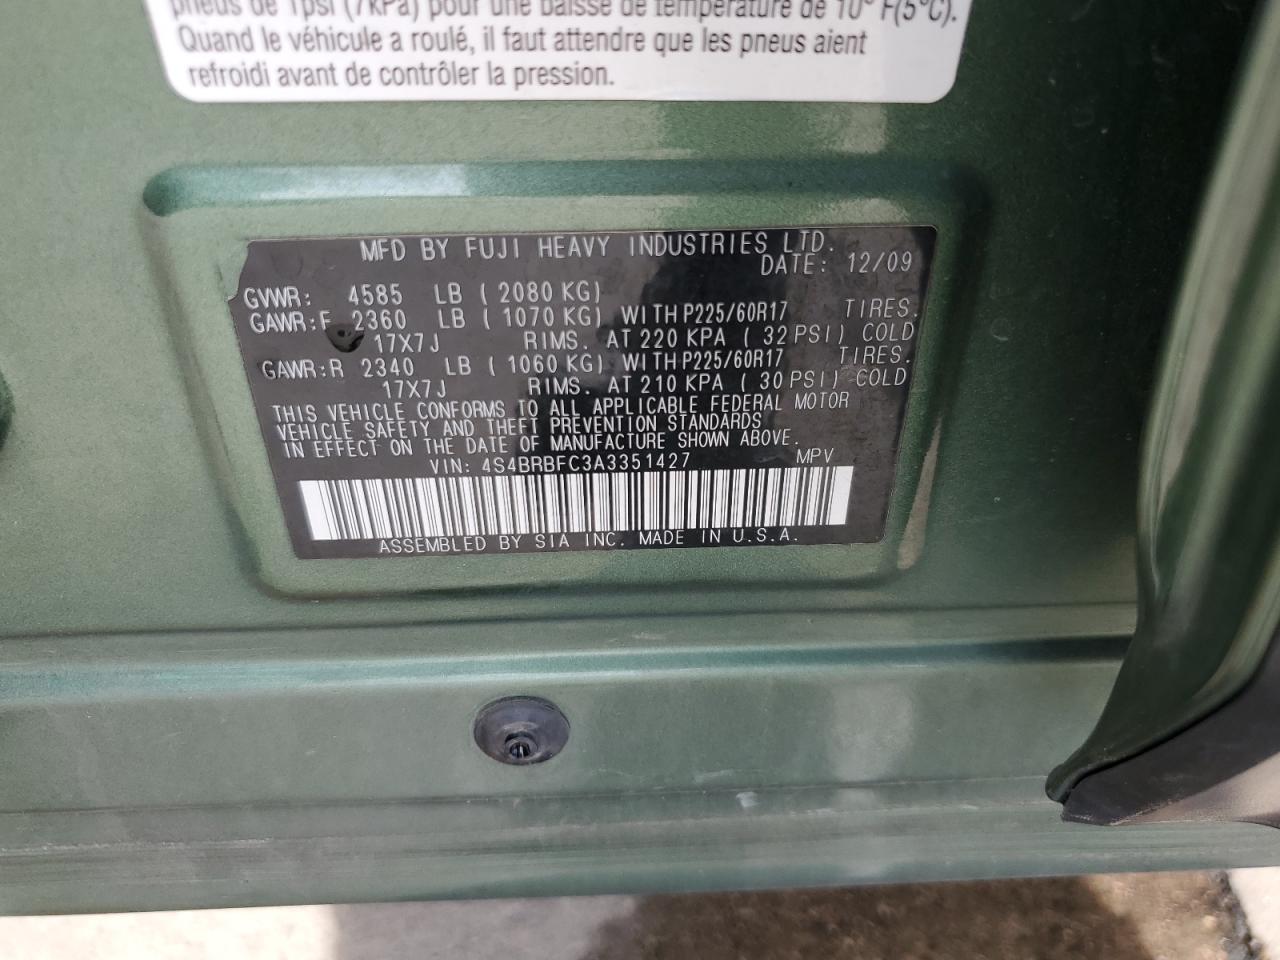 pneus de 1psi (7kPa) pour une baisse de température de 10° F(5°C).
Quand le véhicule a roulé, il faut attendre que les pneus aient
refroidi avant de contrôler la pression.
MFD BY FUJI HEAVY INDUSTRIES LTD.
DATE: 12/09
GVWR: 4585 LB ( 2080 KG)
GAWR:F 2360 LB ( 1070 KG) WITH P225/60R17 TIRES.
17X7J RIMS. AT 220 KPA ( 32 PSI) COLD
GAWR:R 2340 LB ( 1060 KG) WITH P225/60R17 TIRES.
17X7J RIMS. AT 210 KPA ( 30 PSI) COLD
THIS VEHICLE CONFORMS TO ALL APPLICABLE FEDERAL MOTOR
VEHICLE SAFETY AND THEFT PREVENTION STANDARDS
IN EFFECT ON THE DATE OF MANUFACTURE SHOWN ABOVE.
VIN: 4S4BRBFC3A3351427 MPV
ASSEMBLED BY SIA INC. MADE IN U.S.A.